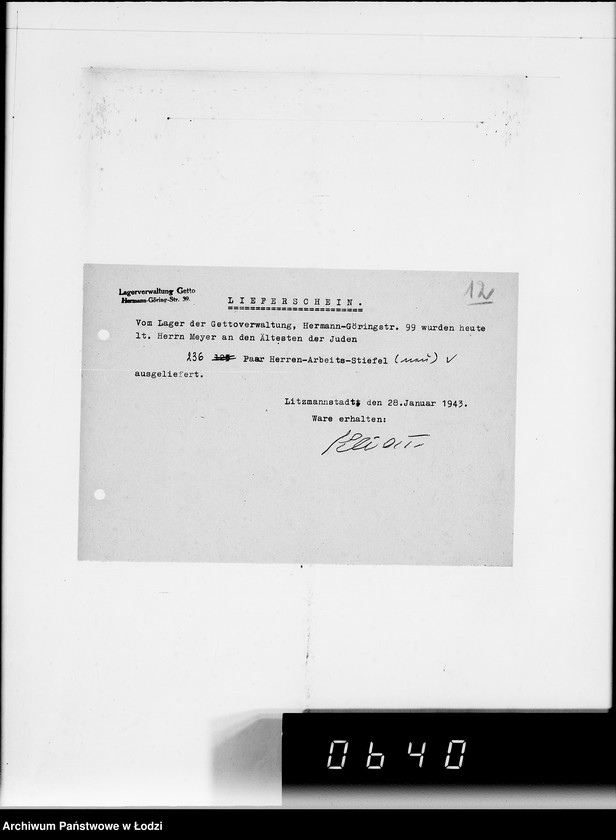 12
Lagerverwaltung Getto
Hermann-Göring-Str. 99.
LIEFERSCHEIN.
Vom Lager der Gettoverwaltung, Hermann-Göringstr. 99 wurden heute
lt. Herrn Meyer an den Ältesten der Juden
236 Paar Herren-Arbeits-Stiefel (neu) √
ausgeliefert.
Litzmannstadt, den 28.Januar 1943.
Ware erhalten:
0640
Archiwum Państwowe w Łodzi